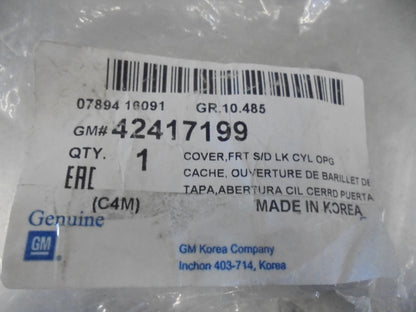 07894 16091 GR.10.485
GM# 42417199
QTY. 1 COVER,FRT S/D LK CYL OPG
CACHE, OUVERTURE DE BARILLET DE
TAPA,ABERTURA CIL CERRD PUERTA
EAC
(C4M) MADE IN KOREA
Genuine
GM
GM Korea Company
Inchon 403-714, Korea